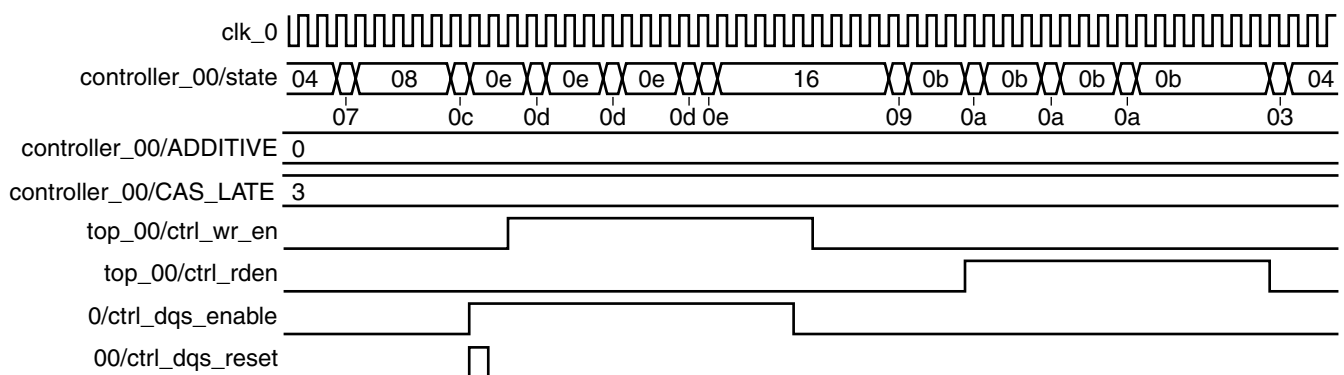 clk_0
controller_00/state 04 08 0e 0e 0e 16 0b 0b 0b 0b 04
07 0c 0d 0d 0d 0e 09 0a 0a 0a 03
controller_00/ADDITIVE 0
controller_00/CAS_LATE 3
top_00/ctrl_wr_en
top_00/ctrl_rden
0/ctrl_dqs_enable
00/ctrl_dqs_reset